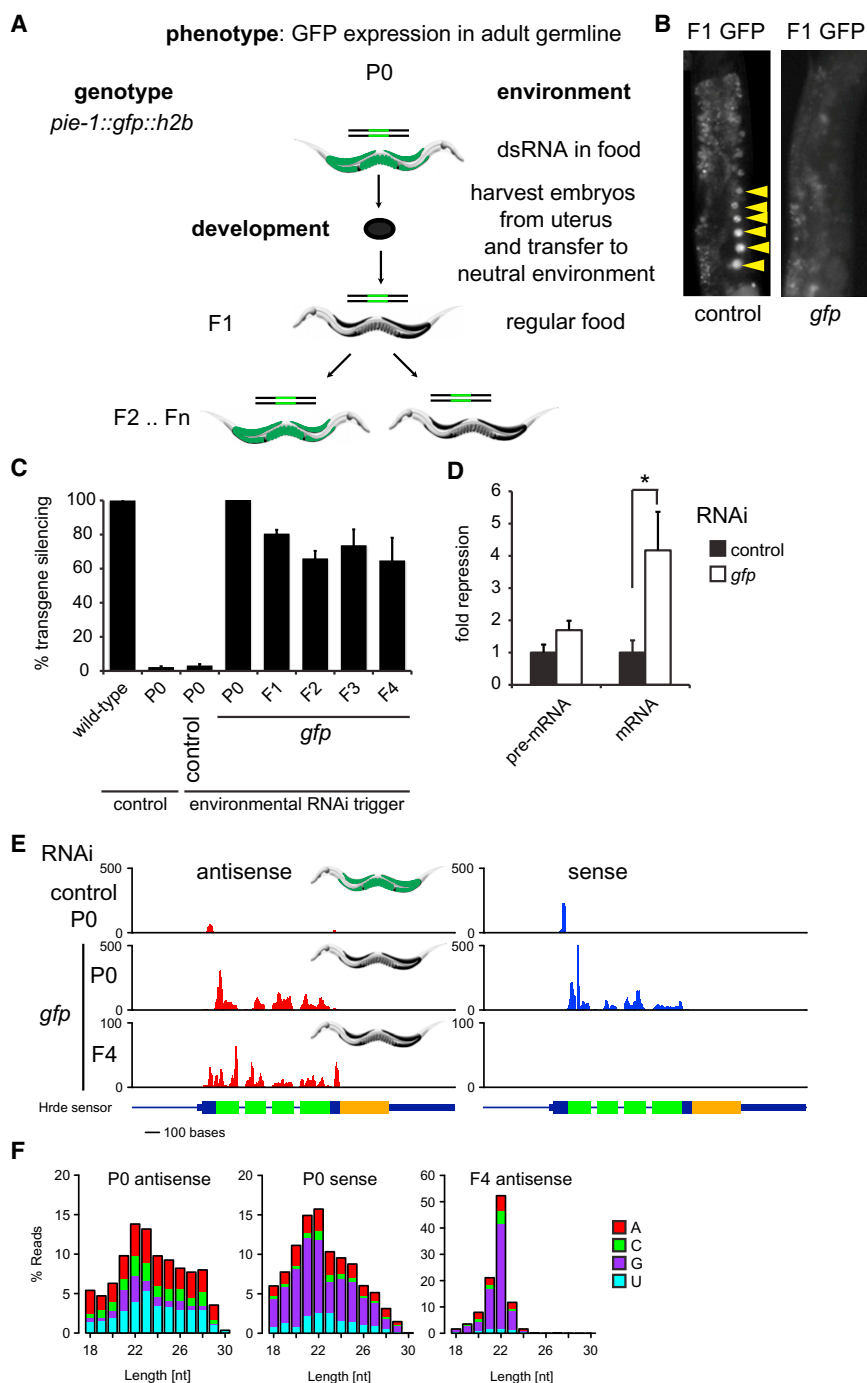 A
phenotype: GFP expression in adult germline
P0
genotype
pie-1::gfp::h2b
environment
dsRNA in food
harvest embryos
from uterus
and transfer to
neutral environment
development
F1
regular food
F2 .. Fn
B
F1 GFP
F1 GFP
control
gfp
C
% transgene silencing
100
80
60
40
20
0
wild-type
P0
P0
control
P0
F1
F2
F3
F4
gfp
control
environmental RNAi trigger
D
fold repression
6
5
4
3
2
1
0
*
pre-mRNA
mRNA
RNAi
control
gfp
E
RNAi
control
P0
gfp
P0
F4
antisense
sense
500
0
500
0
100
0
500
0
500
0
100
0
Hrde sensor
100 bases
F
P0 antisense
P0 sense
F4 antisense
% Reads
20
15
10
5
0
20
15
10
5
0
60
50
40
30
20
10
0
18 22 26 30
18 22 26 30
18 22 26 30
Length [nt]
Length [nt]
Length [nt]
A
C
G
U